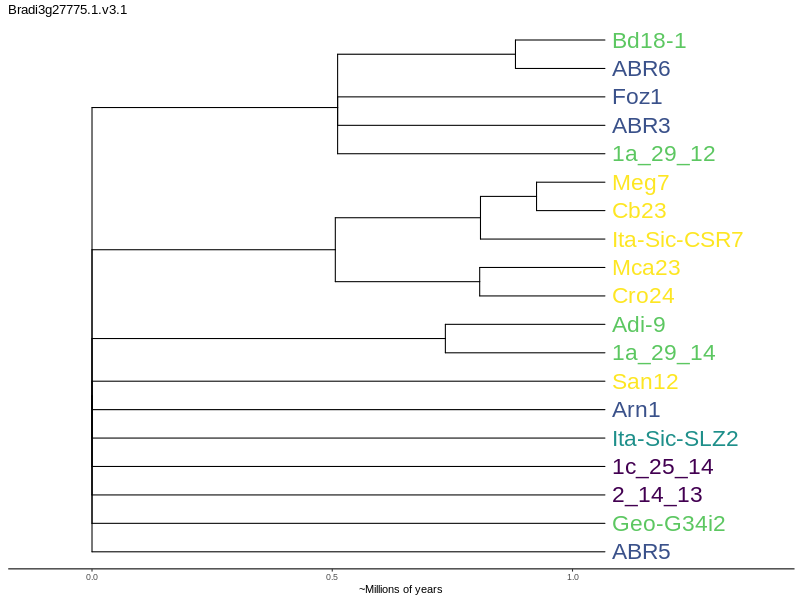 Bradi3g27775.1.v3.1
Bd18-1
ABR6
Foz1
ABR3
1a_29_12
Meg7
Cb23
Ita-Sic-CSR7
Mca23
Cro24
Adi-9
1a_29_14
San12
Arn1
Ita-Sic-SLZ2
1c_25_14
2_14_13
Geo-G34i2
ABR5
0.0 0.5 1.0
~Millions of years